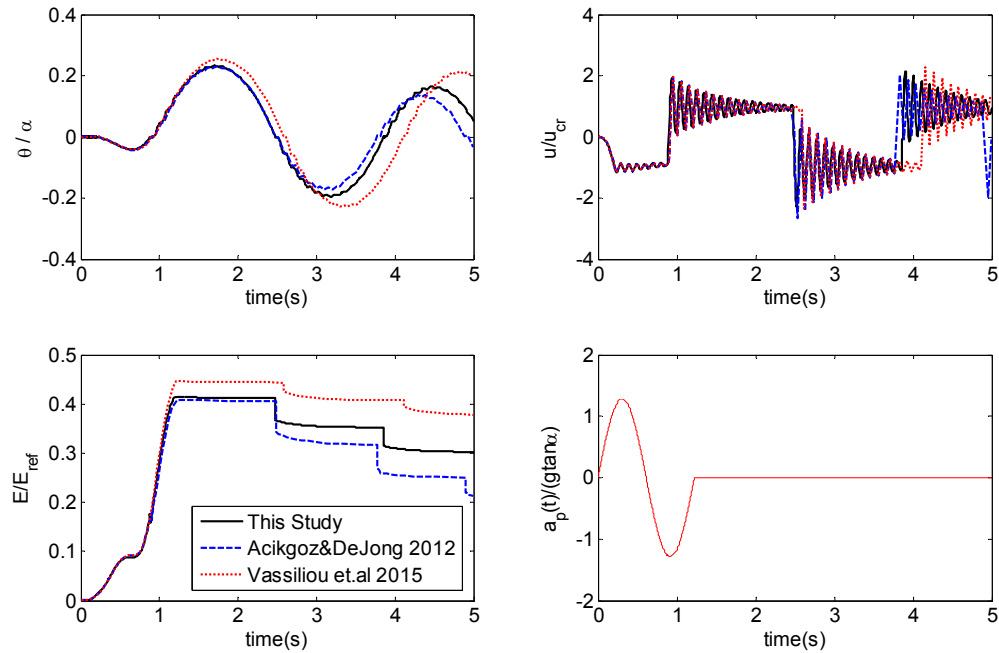 0.4
0.2
0
-0.2
-0.4
θ / α
0 1 2 3 4 5
time(s)
4
2
0
-2
-4
u/u_cr
0 1 2 3 4 5
time(s)
0.5
0.4
0.3
0.2
0.1
0
E/E_ref
This Study
Acikgoz&DeJong 2012
Vassiliou et.al 2015
0 1 2 3 4 5
time(s)
2
1
0
-1
-2
a_p(t)/(gtanα)
0 1 2 3 4 5
time(s)